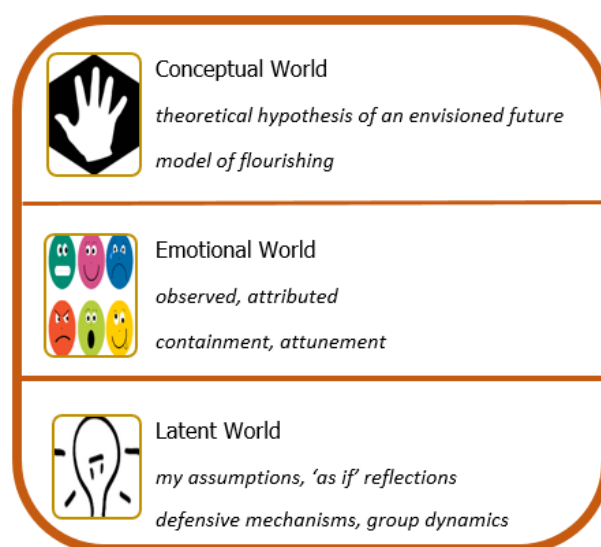 Conceptual World
theoretical hypothesis of an envisioned future
model of flourishing
Emotional World
observed, attributed
containment, attunement
Latent World
my assumptions, ‘as if’ reflections
defensive mechanisms, group dynamics